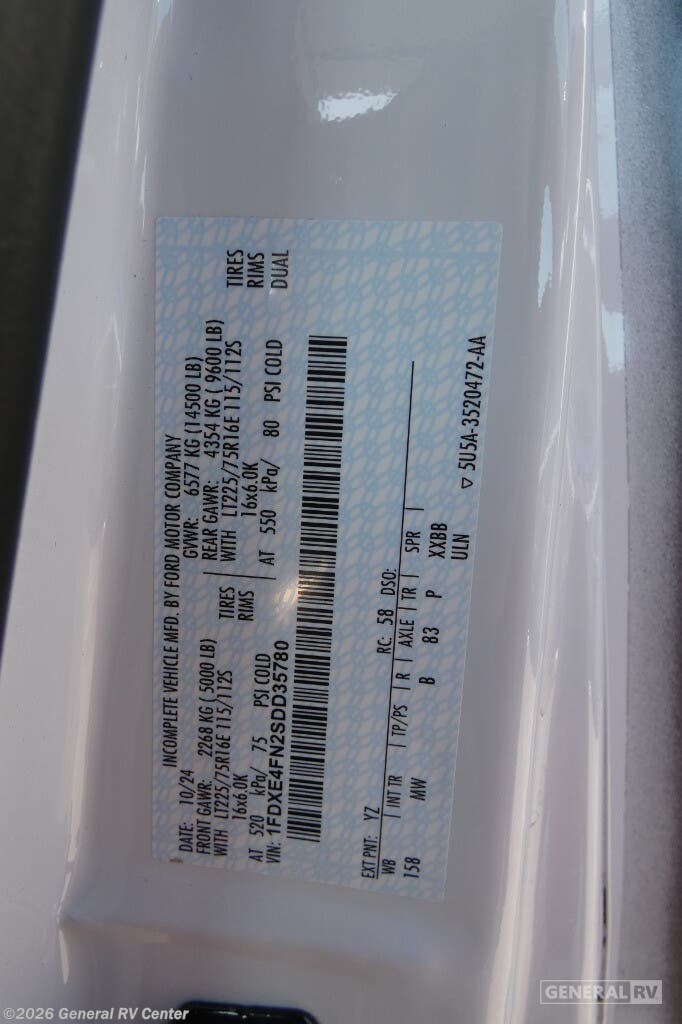 INCOMPLETE VEHICLE MFD. BY FORD MOTOR COMPANY
DATE: 10/24 GVWR: 6577 KG (14500 LB)
FRONT GAWR: 2268 KG ( 5000 LB) REAR GAWR: 4354 KG ( 9600 LB)
WITH LT225/75R16E 115/112S TIRES WITH LT225/75R16E 115/112S TIRES
16x6.0K RIMS 16x6.0K RIMS
AT 520 kPa/ 75 PSI COLD AT 550 kPa/ 80 PSI COLD DUAL
VIN: 1FDXE4FN2SDD35780
EXT PNT: YZ RC: 58 DSO:
WB | INT TR | TP/PS | R | AXLE | TR | SPR |
158 MW B 83 P XXBB
ULN
▽ 5U5A-3520472-AA
GENERAL RV
©2026 General RV Center